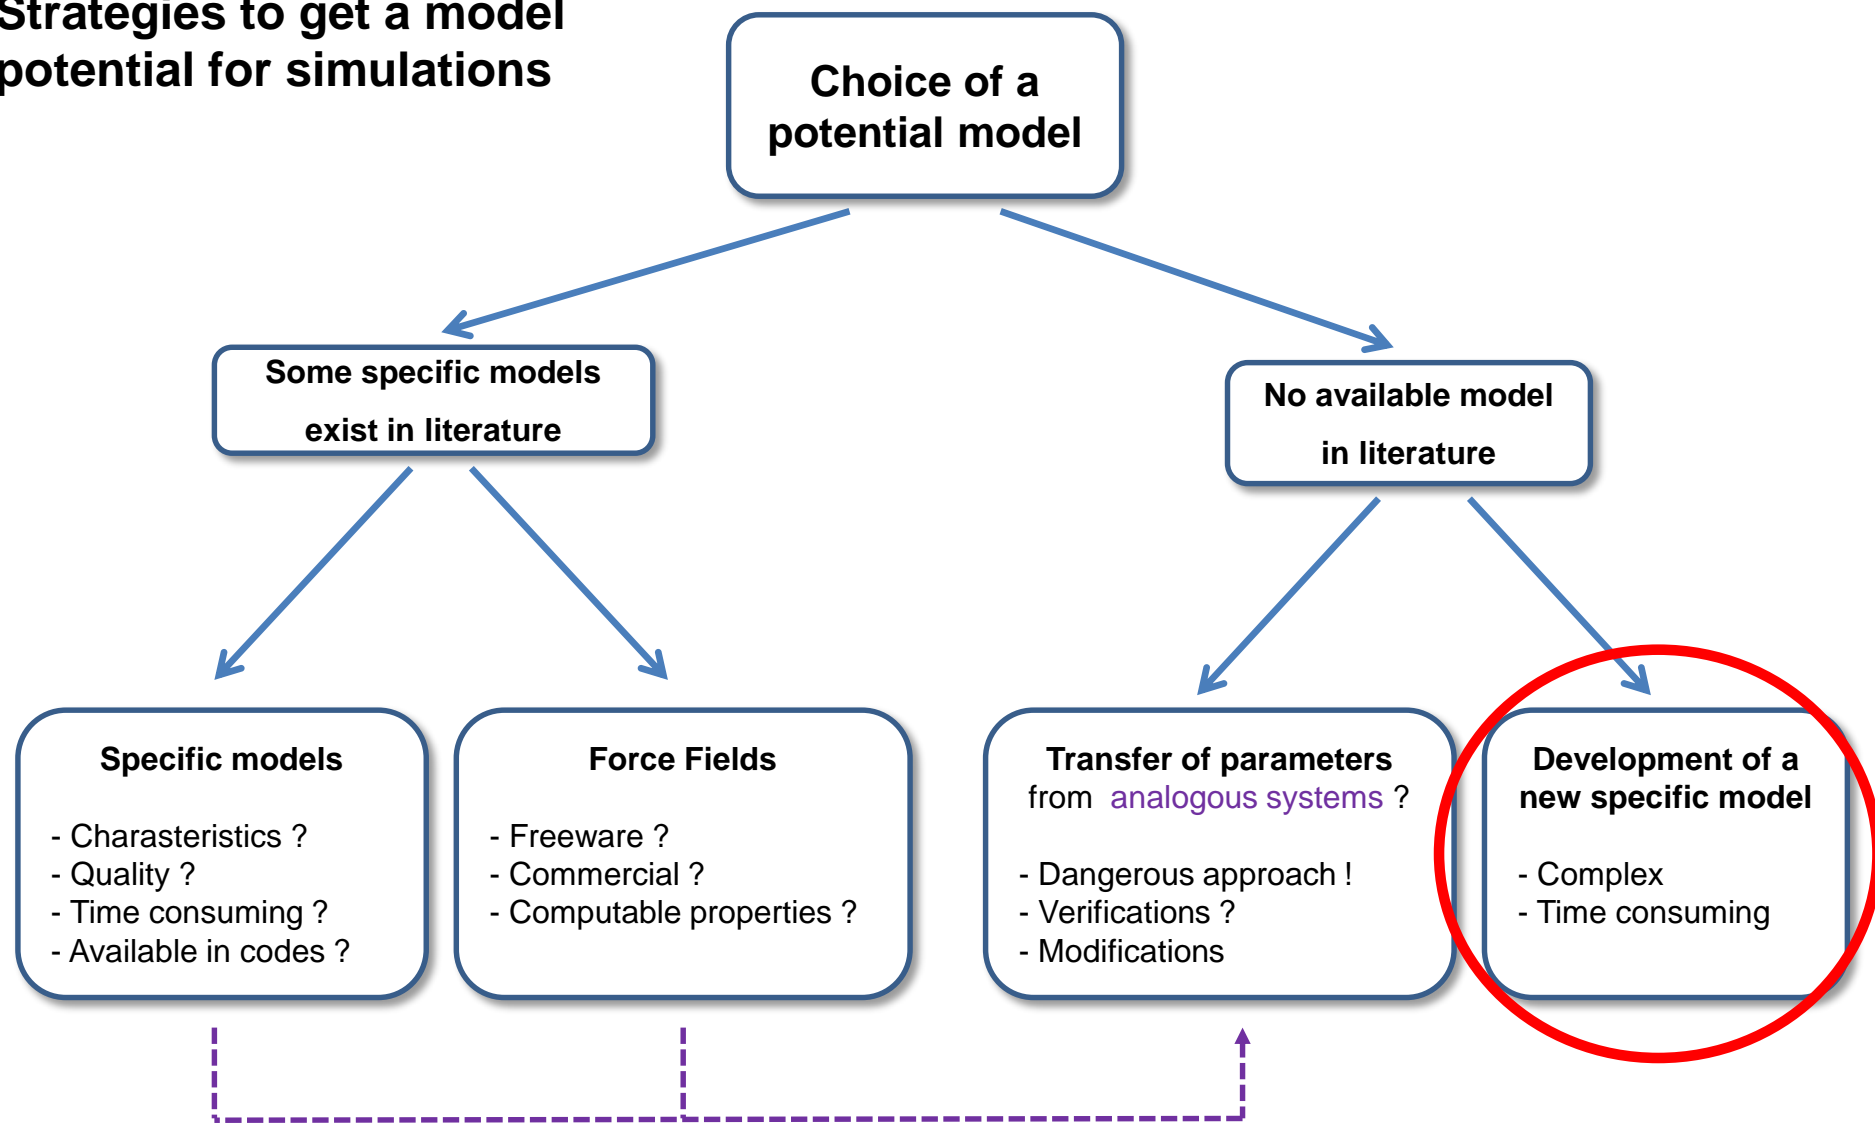 Strategies to get a model
potential for simulations
Choice of a
potential model
Some specific models
exist in literature
No available model
in literature
Specific models
- Charasteristics ?
- Quality ?
- Time consuming ?
- Available in codes ?
Force Fields
- Freeware ?
- Commercial ?
- Computable properties ?
Transfer of parameters
from analogous systems ?
- Dangerous approach !
- Verifications ?
- Modifications
Development of a
new specific model
- Complex
- Time consuming